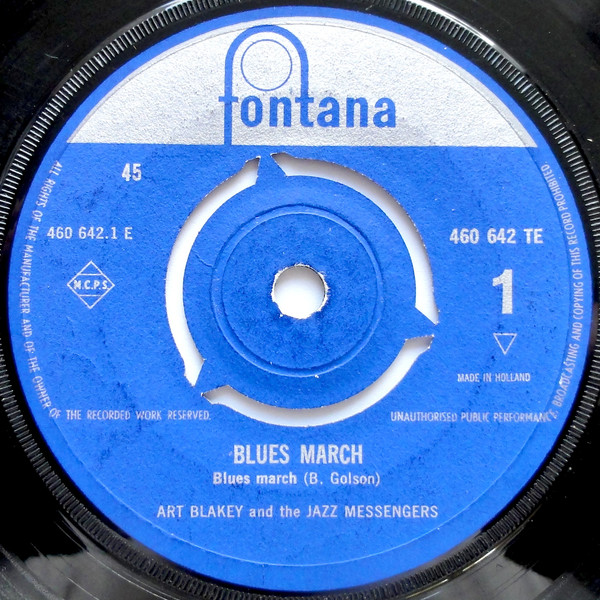 fontana
45
460 642.1 E
460 642 TE
M.C.P.S.
1
MADE IN HOLLAND
ALL RIGHTS OF THE MANUFACTURER AND OF THE OWNER OF THE RECORDED WORK RESERVED.
UNAUTHORISED PUBLIC PERFORMANCE, BROADCASTING AND COPYING OF THIS RECORD PROHIBITED
BLUES MARCH
Blues march (B. Golson)
ART BLAKEY and the JAZZ MESSENGERS